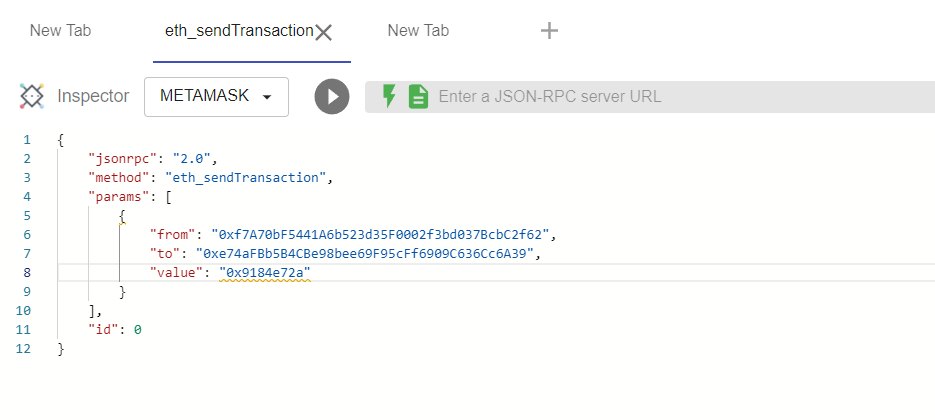 New Tab eth_sendTransaction New Tab
Inspector METAMASK Enter a JSON-RPC server URL
1 {
2 "jsonrpc": "2.0",
3 "method": "eth_sendTransaction",
4 "params": [
5 {
6 "from": "0xf7A70bF5441A6b523d35F0002f3bd037BcbC2f62",
7 "to": "0xe74aFBb5B4CBe98bee69F95cFf6909C636Cc6A39",
8 "value": "0x9184e72a"
9 }
10 ],
11 "id": 0
12 }